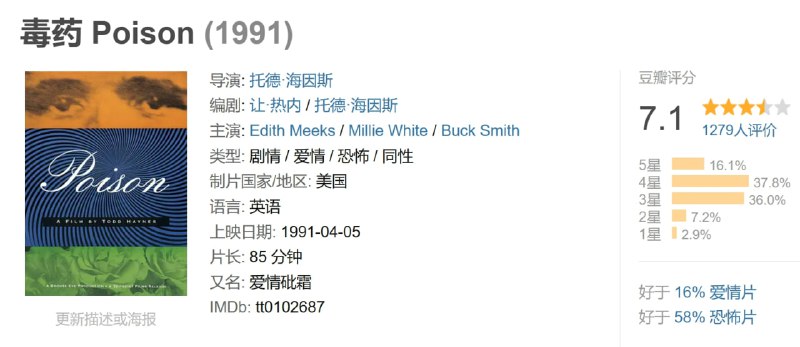 毒药 Poison (1991)
Poison
A FILM BY TODD HAYNES
更新描述或海报
导演: 托德·海因斯
编剧: 让·热内 / 托德·海因斯
主演: Edith Meeks / Millie White / Buck Smith
类型: 剧情 / 爱情 / 恐怖 / 同性
制片国家/地区: 美国
语言: 英语
上映日期: 1991-04-05
片长: 85 分钟
又名: 爱情砒霜
IMDb: tt0102687
豆瓣评分
7.1
1279人评价
5星 16.1%
4星 37.8%
3星 36.0%
2星 7.2%
1星 2.9%
好于 16% 爱情片
好于 58% 恐怖片